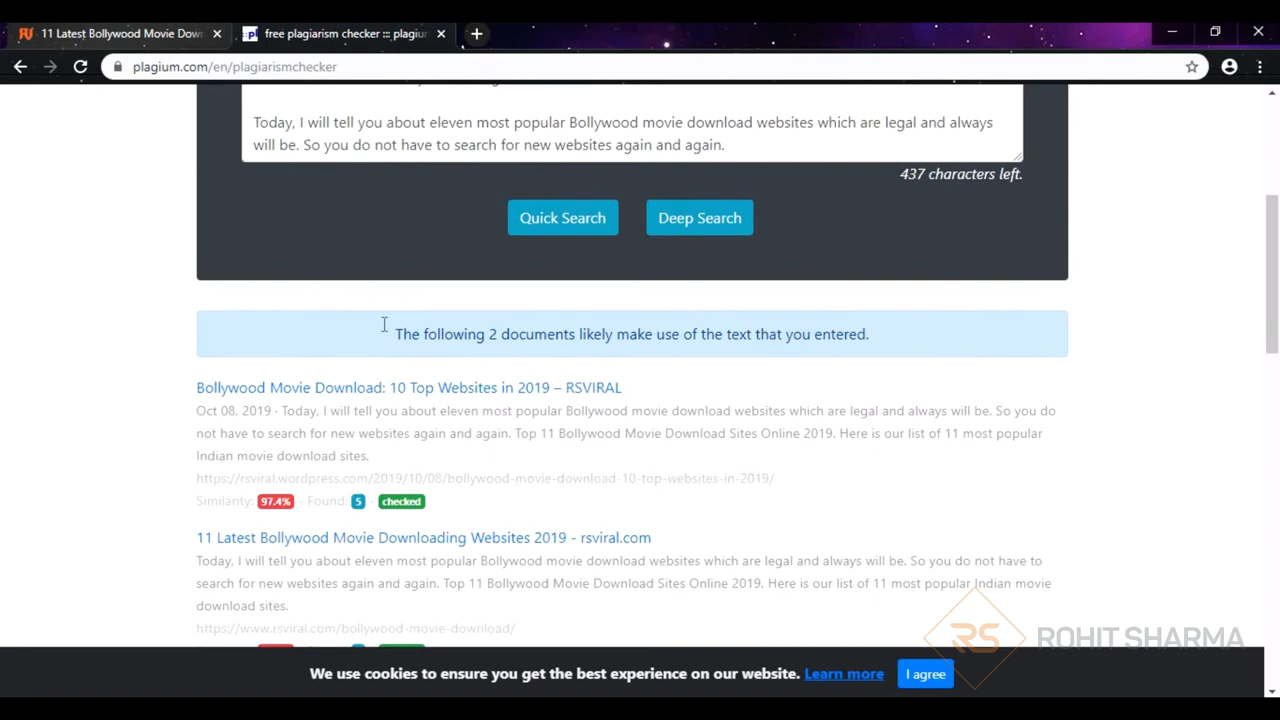 11 Latest Bollywood Movie Dow
free plagiarism checker ::: plagiu
plagium.com/en/plagiarismchecker
Today, I will tell you about eleven most popular Bollywood movie download websites which are legal and always
will be. So you do not have to search for new websites again and again.
437 characters left.
Quick Search Deep Search
The following 2 documents likely make use of the text that you entered.
Bollywood Movie Download: 10 Top Websites in 2019 – RSVIRAL
Oct 08, 2019 · Today, I will tell you about eleven most popular Bollywood movie download websites which are legal and always will be. So you do
not have to search for new websites again and again. Top 11 Bollywood Movie Download Sites Online 2019. Here is our list of 11 most popular
Indian movie download sites.
https://rsviral.wordpress.com/2019/10/08/bollywood-movie-download-10-top-websites-in-2019/
Similarity: 97.4% - Found: 5 - checked
11 Latest Bollywood Movie Downloading Websites 2019 - rsviral.com
Today, I will tell you about eleven most popular Bollywood movie download websites which are legal and always will be. So you do not have to
search for new websites again and again. Top 11 Bollywood Movie Download Sites Online 2019. Here is our list of 11 most popular Indian movie
download sites.
https://www.rsviral.com/bollywood-movie-download/
RS ROHIT SHARMA
We use cookies to ensure you get the best experience on our website. Learn more I agree